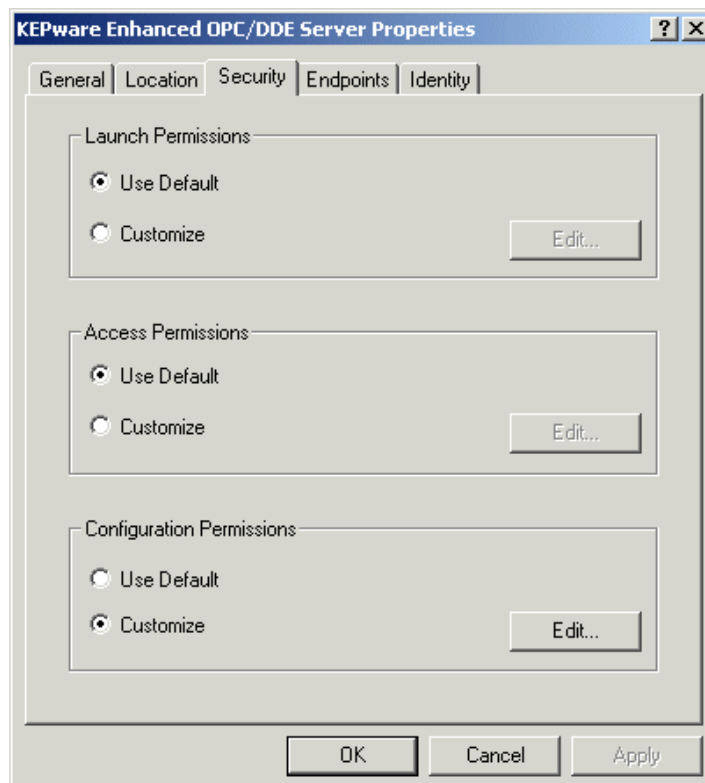 KEPware Enhanced OPC/DDE Server Properties
General Location Security Endpoints Identity
Launch Permissions
Use Default
Customize
Edit...
Access Permissions
Use Default
Customize
Edit...
Configuration Permissions
Use Default
Customize
Edit...
OK Cancel Apply